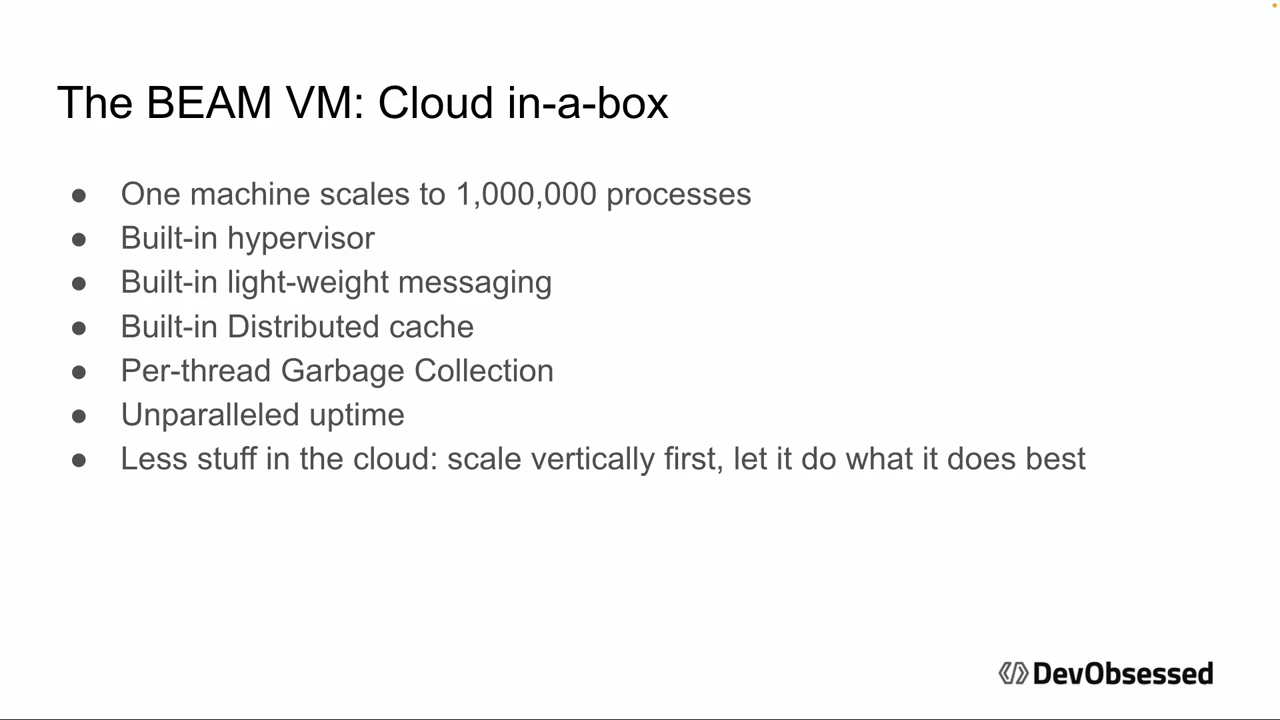 The BEAM VM: Cloud in-a-box
● One machine scales to 1,000,000 processes
● Built-in hypervisor
● Built-in light-weight messaging
● Built-in Distributed cache
● Per-thread Garbage Collection
● Unparalleled uptime
● Less stuff in the cloud: scale vertically first, let it do what it does best
DevObsessed